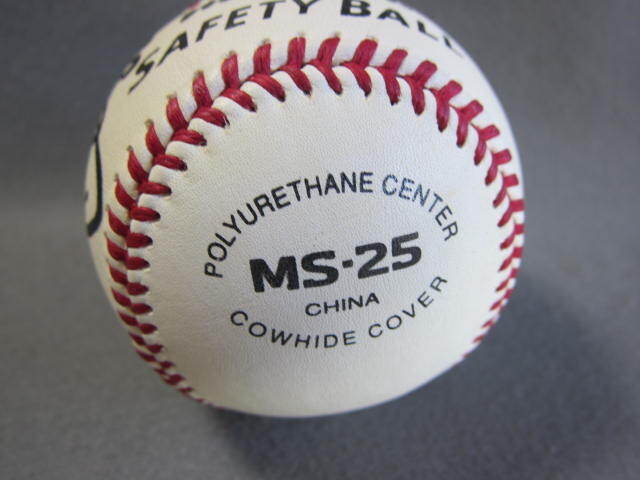 SAFETY BALL
POLYURETHANE CENTER
MS-25
CHINA
COWHIDE COVER